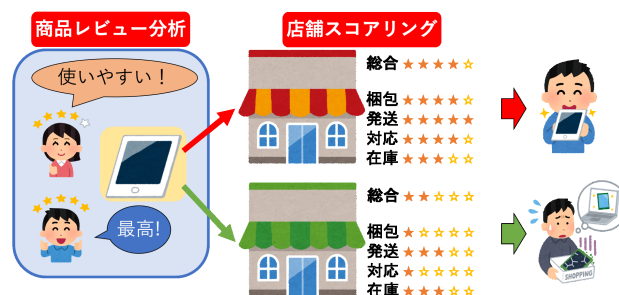 商品レビュー分析
店舗スコアリング
使いやすい！
最高!
総合 ★★★★☆
梱包 ★★★★☆
発送 ★★★★★
対応 ★★★★☆
在庫 ★★★☆☆
総合 ★★☆☆☆
梱包 ★☆☆☆☆
発送 ★★★☆☆
対応 ★☆☆☆☆
在庫 ★★★☆☆
SHOPPING